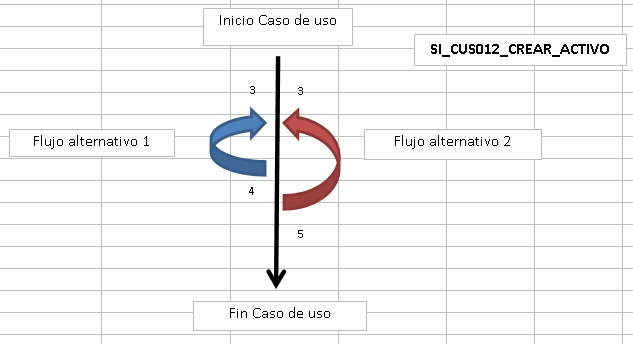 Inicio Caso de uso
SI_CUS012_CREAR_ACTIVO
3
3
Flujo alternativo 1
Flujo alternativo 2
4
5
Fin Caso de uso